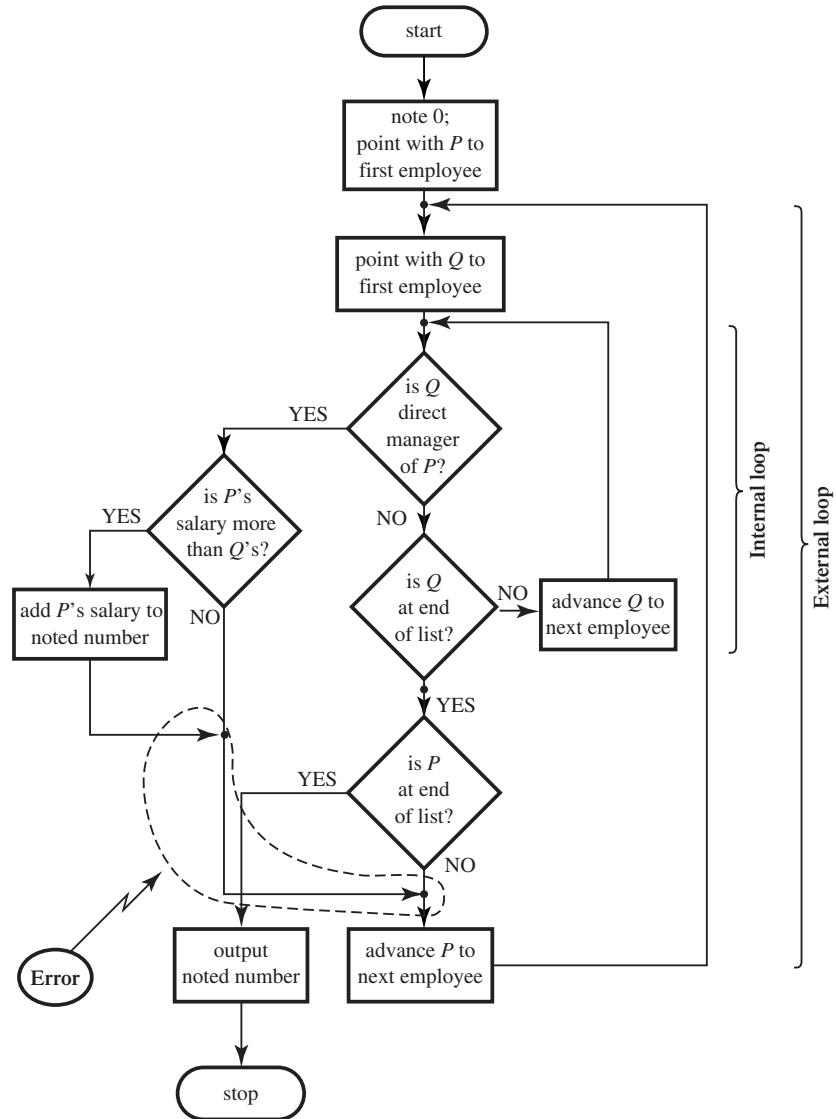 start
note 0;
point with P to
first employee
point with Q to
first employee
is Q
direct
manager
of P?
YES
NO
is P's
salary more
than Q's?
YES
NO
add P's salary to
noted number
is Q
at end
of list?
NO
advance Q to
next employee
YES
is P
at end
of list?
YES
NO
Error
output
noted number
advance P to
next employee
stop
Internal loop
External loop